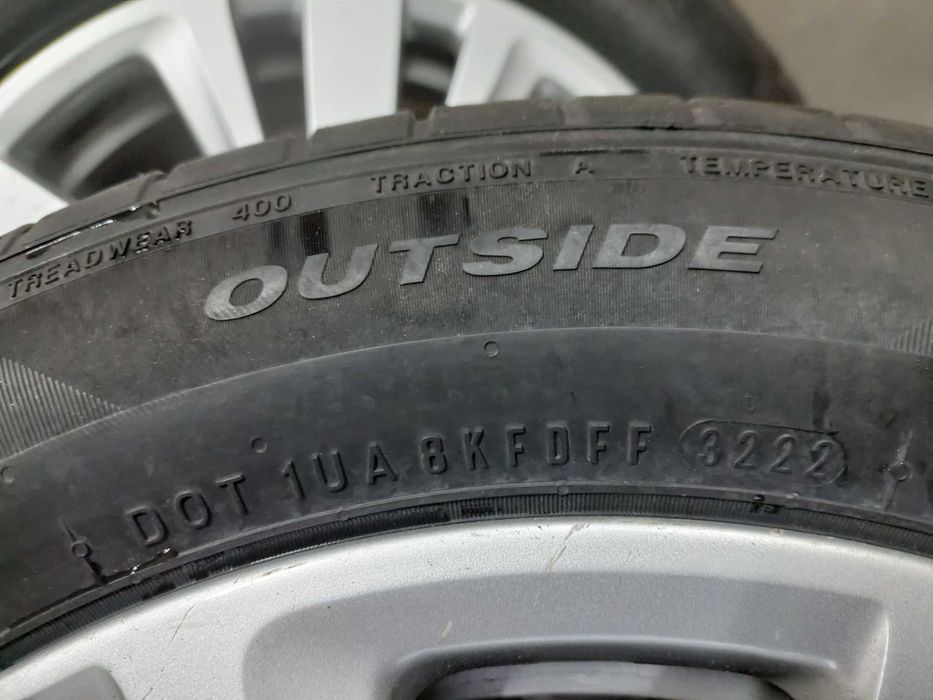 TREADWEAR 400 TRACTION A TEMPERATURE
OUTSIDE
DOT 1UA 8KFDFF 3222